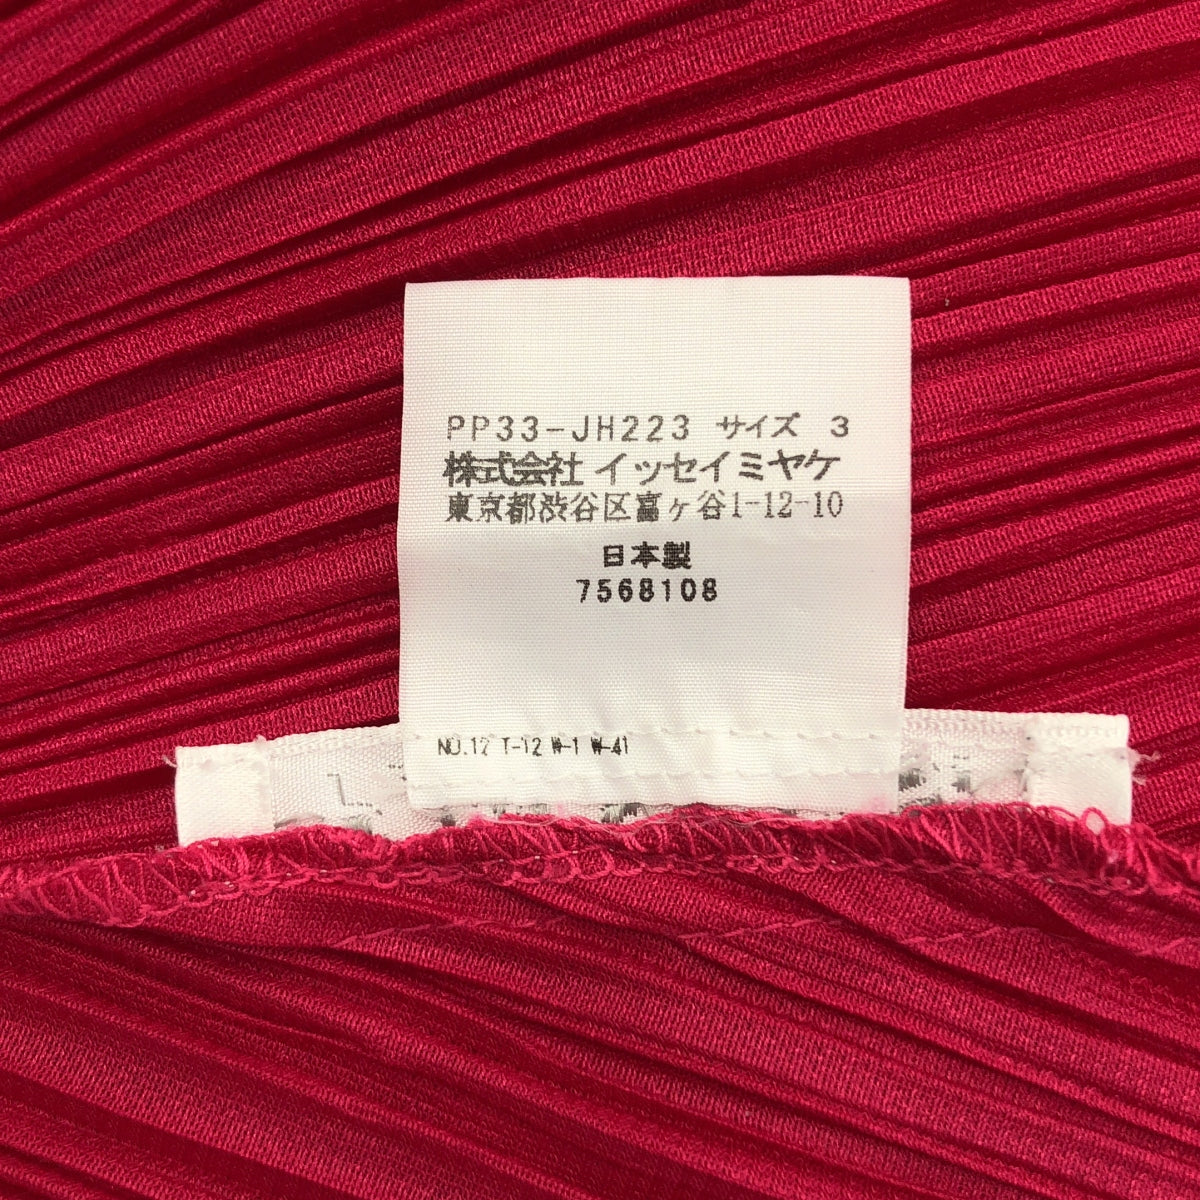 PP33-JH223 サイズ 3
株式会社 イッセイミヤケ
東京都渋谷区富ヶ谷1-12-10
日本製
7568108
NO.12 T-12 W-1 W-41